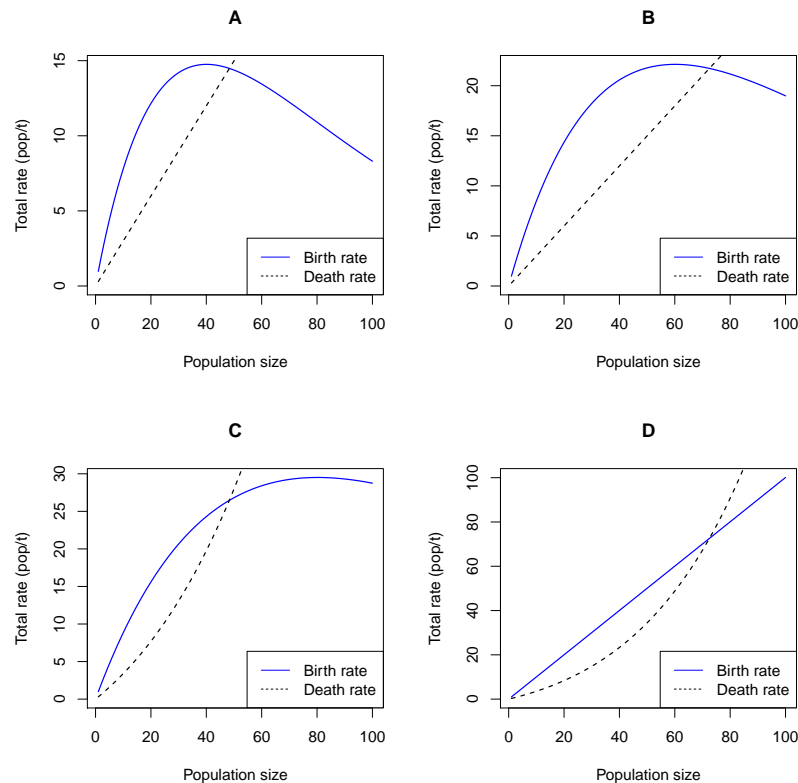 A
Total rate (pop/t)
15
10
5
0
Birth rate
Death rate
0 20 40 60 80 100
Population size
B
Total rate (pop/t)
20
15
10
5
0
Birth rate
Death rate
0 20 40 60 80 100
Population size
C
Total rate (pop/t)
30
25
20
15
10
5
0
Birth rate
Death rate
0 20 40 60 80 100
Population size
D
Total rate (pop/t)
100
80
60
40
20
0
Birth rate
Death rate
0 20 40 60 80 100
Population size